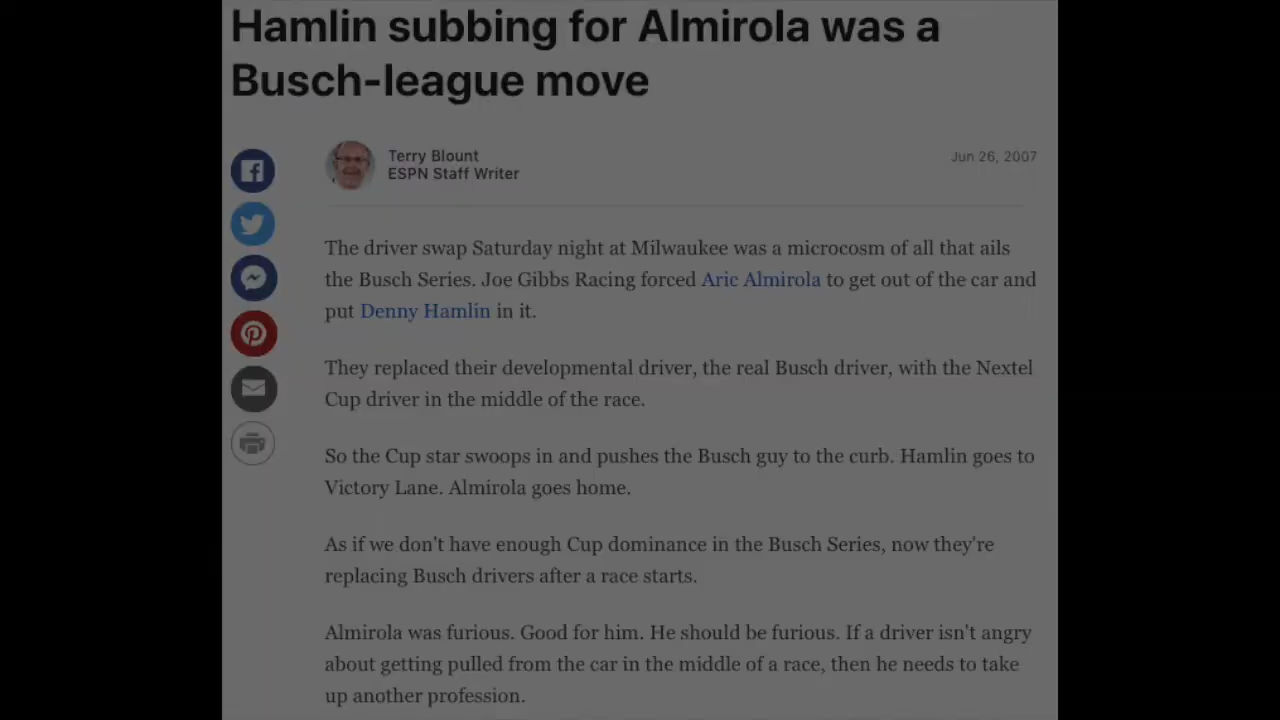 Hamlin subbing for Almirola was a
Busch-league move
Terry Blount
ESPN Staff Writer
Jun 26, 2007
The driver swap Saturday night at Milwaukee was a microcosm of all that ails
the Busch Series. Joe Gibbs Racing forced Aric Almirola to get out of the car and
put Denny Hamlin in it.
They replaced their developmental driver, the real Busch driver, with the Nextel
Cup driver in the middle of the race.
So the Cup star swoops in and pushes the Busch guy to the curb. Hamlin goes to
Victory Lane. Almirola goes home.
As if we don't have enough Cup dominance in the Busch Series, now they're
replacing Busch drivers after a race starts.
Almirola was furious. Good for him. He should be furious. If a driver isn't angry
about getting pulled from the car in the middle of a race, then he needs to take
up another profession.